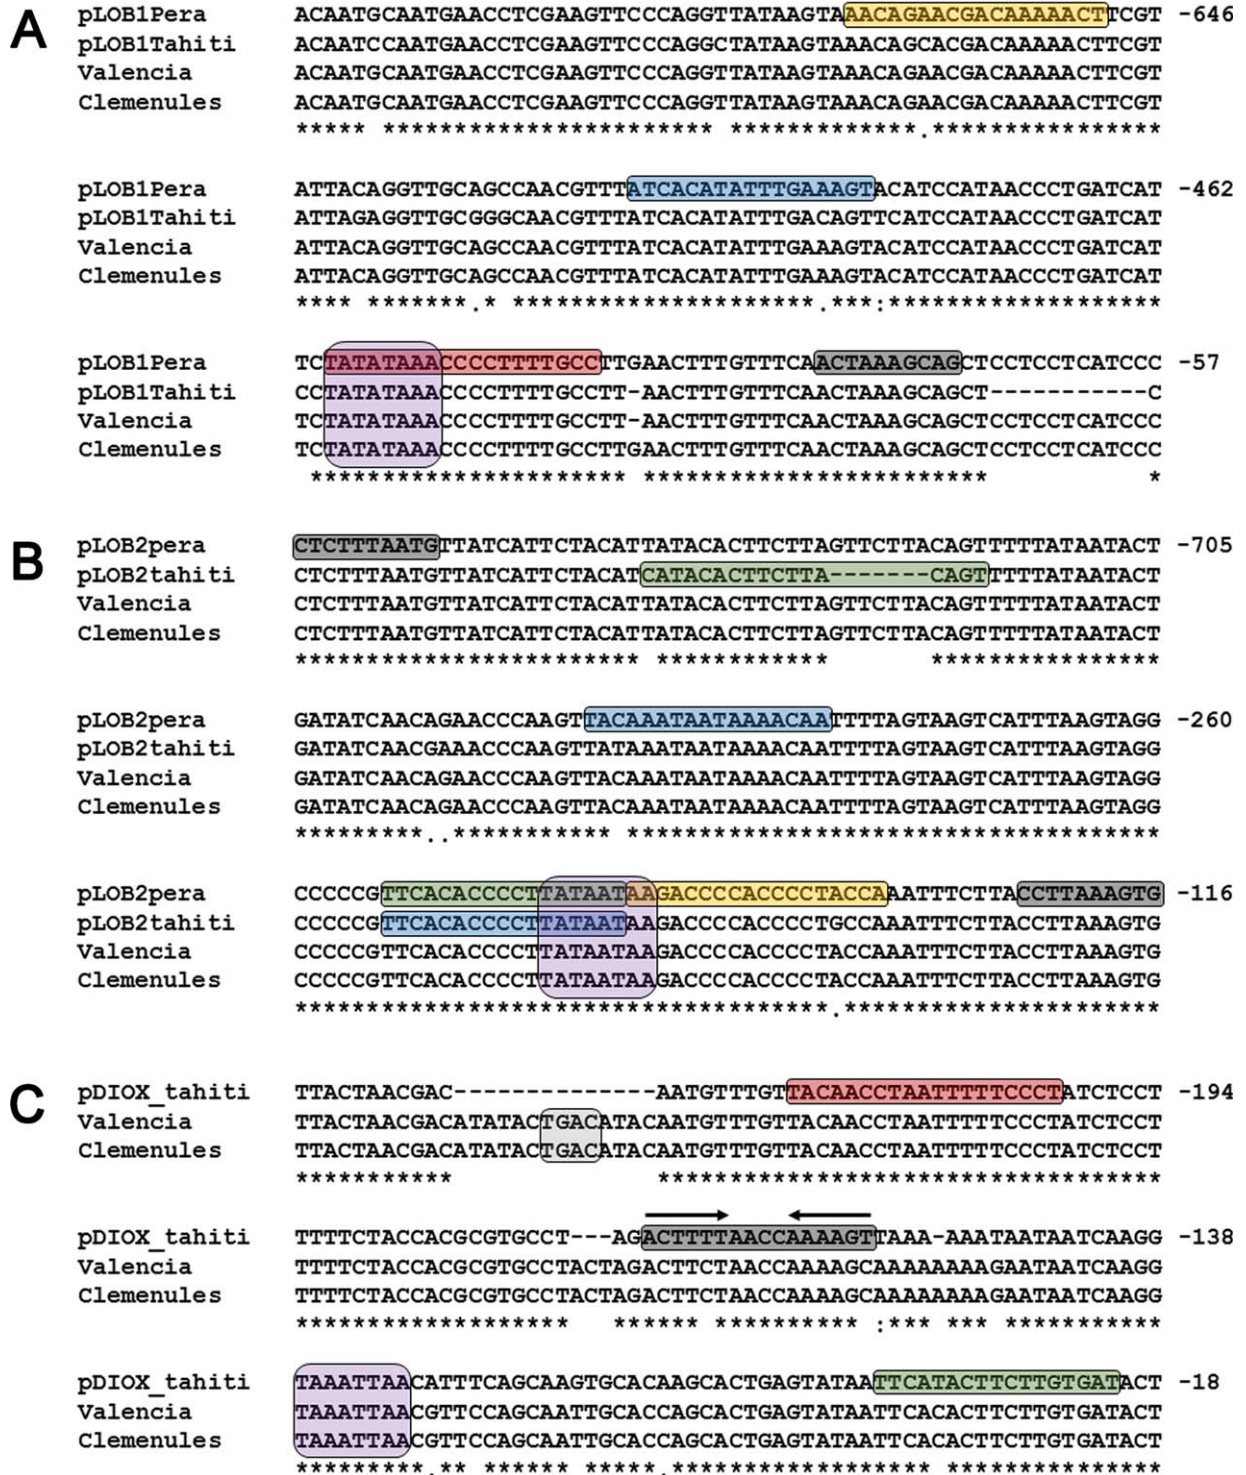 A
pLOB1Pera ACAATGCAATGAACCTCGAAGTTCCCAGGTTATAAGTAAACAGAACGACAAAAACTTCGT -646
pLOB1Tahiti ACAATCCAATGAACCTCGAAGTTCCCAGGCTATAAGTAAACAGCACGACAAAAACTTCGT
Valencia ACAATGCAATGAACCTCGAAGTTCCCAGGTTATAAGTAAACAGAACGACAAAAACTTCGT
Clemenules ACAATGCAATGAACCTCGAAGTTCCCAGGTTATAAGTAAACAGAACGACAAAAACTTCGT
***** *********************** *************.****************
pLOB1Pera ATTACAGGTTGCAGCCAACGTTTATCACATATTTGAAAGTACATCCATAACCCTGATCAT -462
pLOB1Tahiti ATTAGAGGTTGCGGGCAACGTTTATCACATATTTGACAGTTCATCCATAACCCTGATCAT
Valencia ATTACAGGTTGCAGCCAACGTTTATCACATATTTGAAAGTACATCCATAACCCTGATCAT
Clemenules ATTACAGGTTGCAGCCAACGTTTATCACATATTTGAAAGTACATCCATAACCCTGATCAT
**** *******.* *********************.***:*******************
pLOB1Pera TCTATATAAACCCCTTTTGCCTTGAACTTTGTTTCAACTAAAGCAGCTCCTCCTCATCCC -57
pLOB1Tahiti CCTATATAAACCCCTTTTGCCTT-AACTTTGTTTCAACTAAAGCAGCT-----------C
Valencia TCTATATAAACCCCTTTTGCCTT-AACTTTGTTTCAACTAAAGCAGCTCCTCCTCATCCC
Clemenules TCTATATAAACCCCTTTTGCCTTGAACTTTGTTTCAACTAAAGCAGCTCCTCCTCATCCC
********************** ************************ *
B
pLOB2pera CTCTTTAATGTTATCATTCTACATTATACACTTCTTAGTTCTTACAGTTTTTATAATACT -705
pLOB2tahiti CTCTTTAATGTTATCATTCTACATCATACACTTCTTA-------CAGTTTTTATAATACT
Valencia CTCTTTAATGTTATCATTCTACATTATACACTTCTTAGTTCTTACAGTTTTTATAATACT
Clemenules CTCTTTAATGTTATCATTCTACATTATACACTTCTTAGTTCTTACAGTTTTTATAATACT
************************ ************ ****************
pLOB2pera GATATCAACAGAACCCAAGTTACAAATAATAAAACAATTTTAGTAAGTCATTTAAGTAGG -260
pLOB2tahiti GATATCAACGAAACCCAAGTTATAAATAATAAAACAATTTTAGTAAGTCATTTAAGTAGG
Valencia GATATCAACAGAACCCAAGTTACAAATAATAAAACAATTTTAGTAAGTCATTTAAGTAGG
Clemenules GATATCAACAGAACCCAAGTTACAAATAATAAAACAATTTTAGTAAGTCATTTAAGTAGG
*********..*********** *************************************
pLOB2pera CCCCCGTTCACACCCCTTATAATAAGACCCCACCCCTACCAAATTTCTTACCTTAAAGTG -116
pLOB2tahiti CCCCCGTTCACACCCCTTATAATAAGACCCCACCCCTGCCAAATTTCTTACCTTAAAGTG
Valencia CCCCCGTTCACACCCCTTATAATAAGACCCCACCCCTACCAAATTTCTTACCTTAAAGTG
Clemenules CCCCCGTTCACACCCCTTATAATAAGACCCCACCCCTACCAAATTTCTTACCTTAAAGTG
*************************************.**********************
C
pDIOX_tahiti TTACTAACGAC--------------AATGTTTGTTACAACCTAATTTTTCCCTATCTCCT -194
Valencia TTACTAACGACATATACTGACATACAATGTTTGTTACAACCTAATTTTTCCCTATCTCCT
Clemenules TTACTAACGACATATACTGACATACAATGTTTGTTACAACCTAATTTTTCCCTATCTCCT
*********** ***********************************
pDIOX_tahiti TTTTCTACCACGCGTGCCT---AGACTTTTAACCAAAAGTTAAA-AAATAATAATCAAGG -138
Valencia TTTTCTACCACGCGTGCCTACTAGACTTCTAACCAAAAGCAAAAAAAAGAATAATCAAGG
Clemenules TTTTCTACCACGCGTGCCTACTAGACTTCTAACCAAAAGCAAAAAAAAGAATAATCAAGG
******************* ****** ********** :*** *** ***********
pDIOX_tahiti TAAATTAACATTTCAGCAAGTGCACAAGCACTGAGTATAATTCATACTTCTTGTGATACT -18
Valencia TAAATTAACGTTCCAGCAATTGCACCAGCACTGAGTATAATTCACACTTCTTGTGATACT
Clemenules TAAATTAACGTTCCAGCAATTGCACCAGCACTGAGTATAATTCACACTTCTTGTGATACT
*********.** ****** *****.****************** ***************